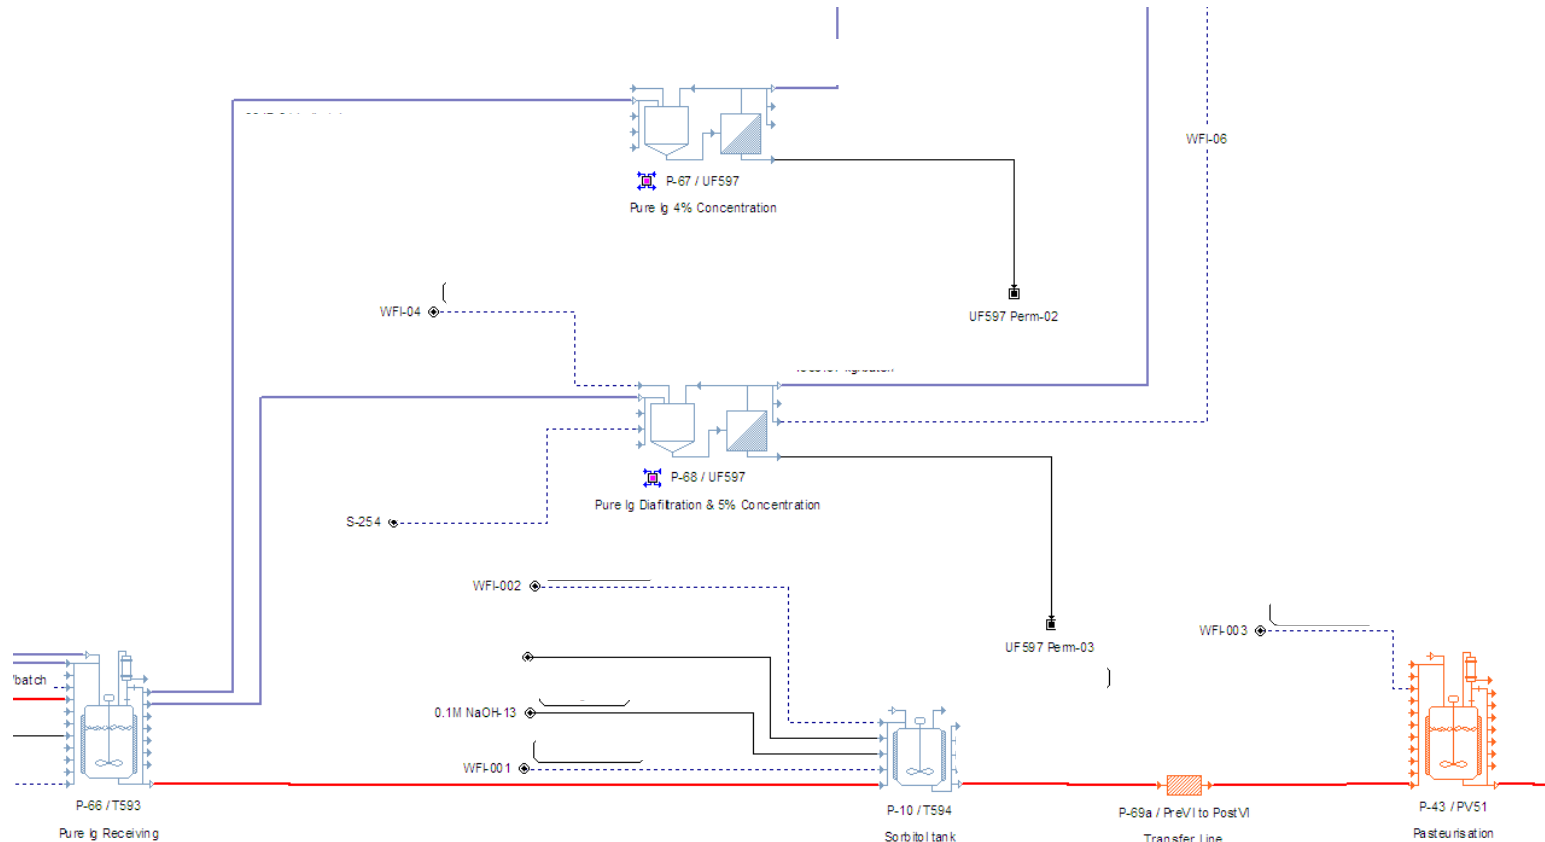 WFI-06
P-67 / UF597
Pure Ig 4% Concentration
WFI-04
UF597 Perm-02
P-68 / UF597
Pure Ig Diafiltration & 5% Concentration
S-254
WFI-002
WFI-003
UF597 Perm-03
/batch
0.1M NaOH-13
WFI-001
P-66 / T593
Pure Ig Receiving
P-10 / T594
Sorbitol tank
P-69a / PreVI to PostVI
Transfer Line
P-43 / PV51
Pasteurisation